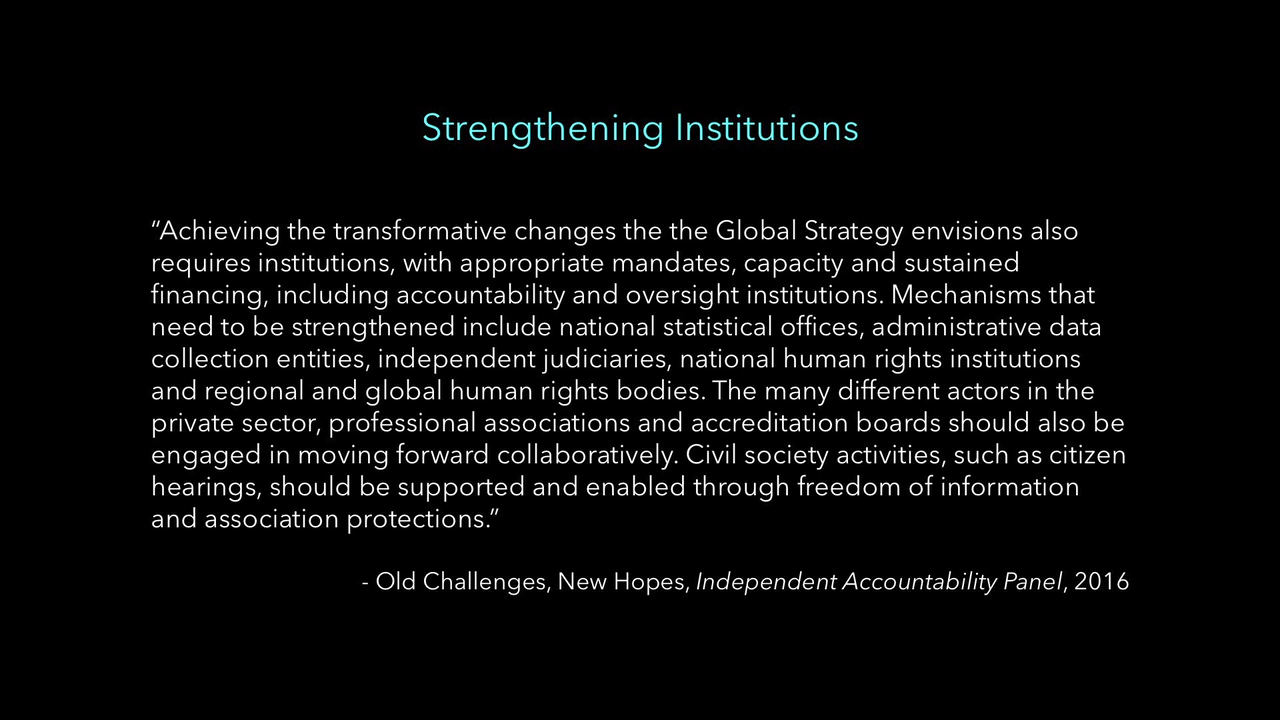 Strengthening Institutions
“Achieving the transformative changes the the Global Strategy envisions also
requires institutions, with appropriate mandates, capacity and sustained
financing, including accountability and oversight institutions. Mechanisms that
need to be strengthened include national statistical offices, administrative data
collection entities, independent judiciaries, national human rights institutions
and regional and global human rights bodies. The many different actors in the
private sector, professional associations and accreditation boards should also be
engaged in moving forward collaboratively. Civil society activities, such as citizen
hearings, should be supported and enabled through freedom of information
and association protections.”
- Old Challenges, New Hopes, Independent Accountability Panel, 2016